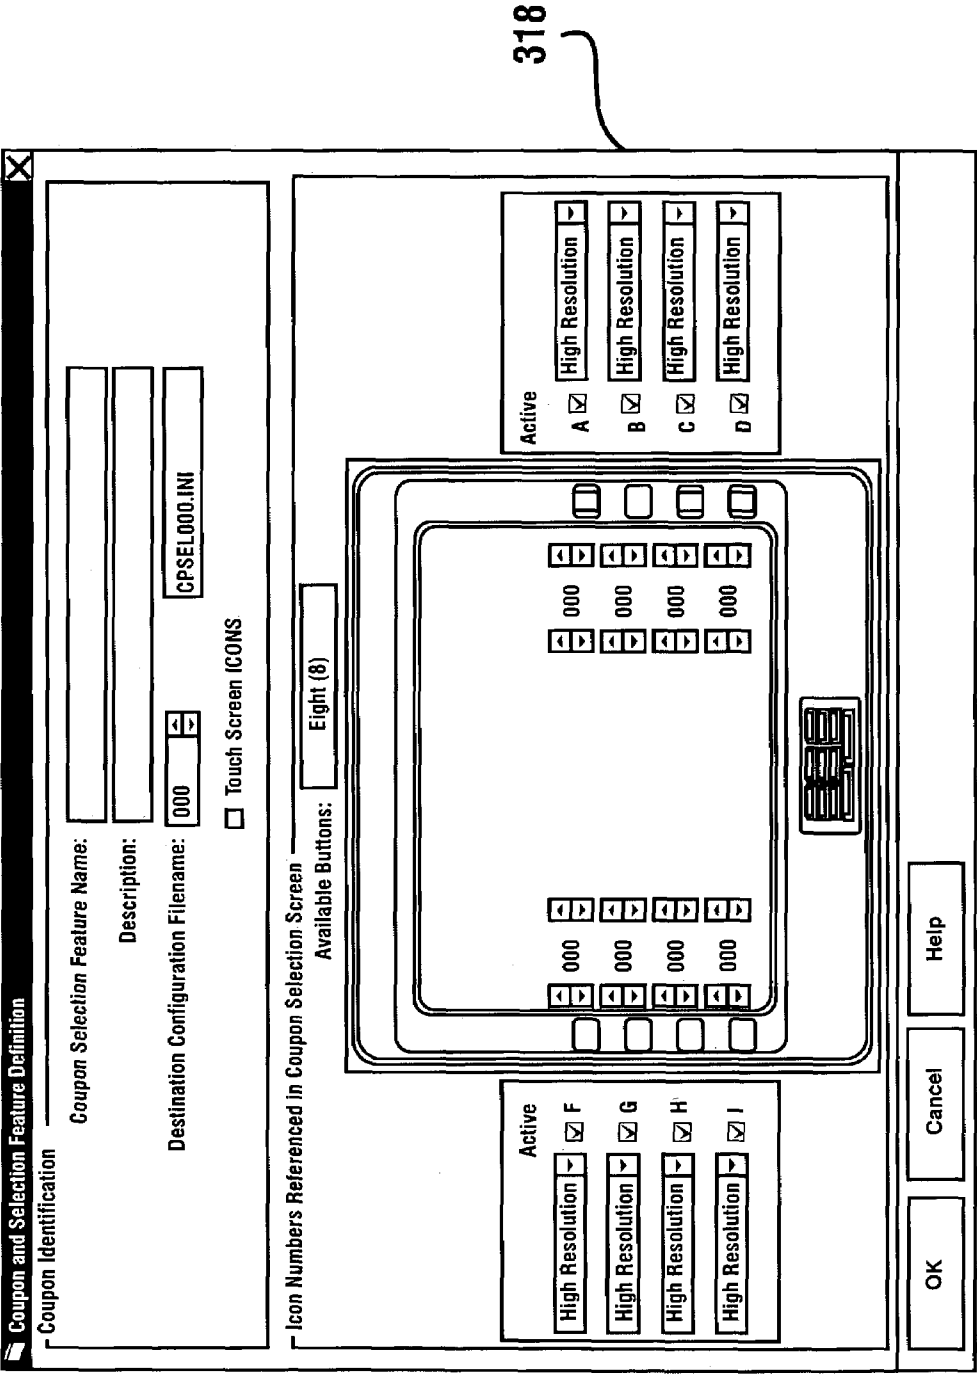 318
Coupon and Selection Feature Definition
Coupon Identification
Coupon Selection Feature Name:
Description:
Destination Configuration Filename: 000 CPSEL000.INI
Touch Screen ICONS
Icon Numbers Referenced in Coupon Selection Screen
Available Buttons: Eight (8)
Active Active
High Resolution F 000 000 A High Resolution
High Resolution G 000 000 B High Resolution
High Resolution H 000 000 C High Resolution
High Resolution I 000 000 D High Resolution
OK Cancel Help